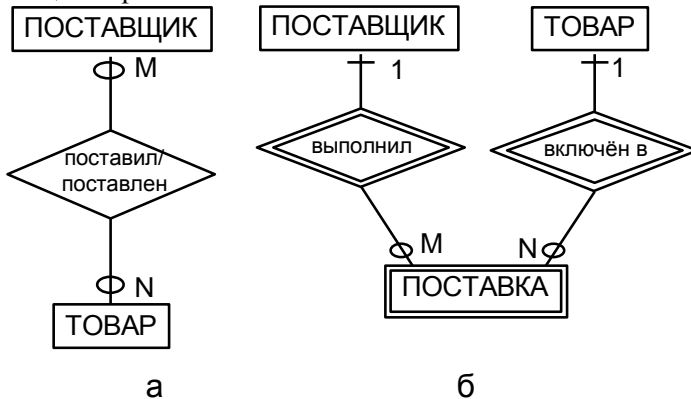 ПОСТАВЩИК
M
поставил/
поставлен
N
ТОВАР
а
ПОСТАВЩИК
ТОВАР
1
1
выполнил
включён в
M
N
ПОСТАВКА
б